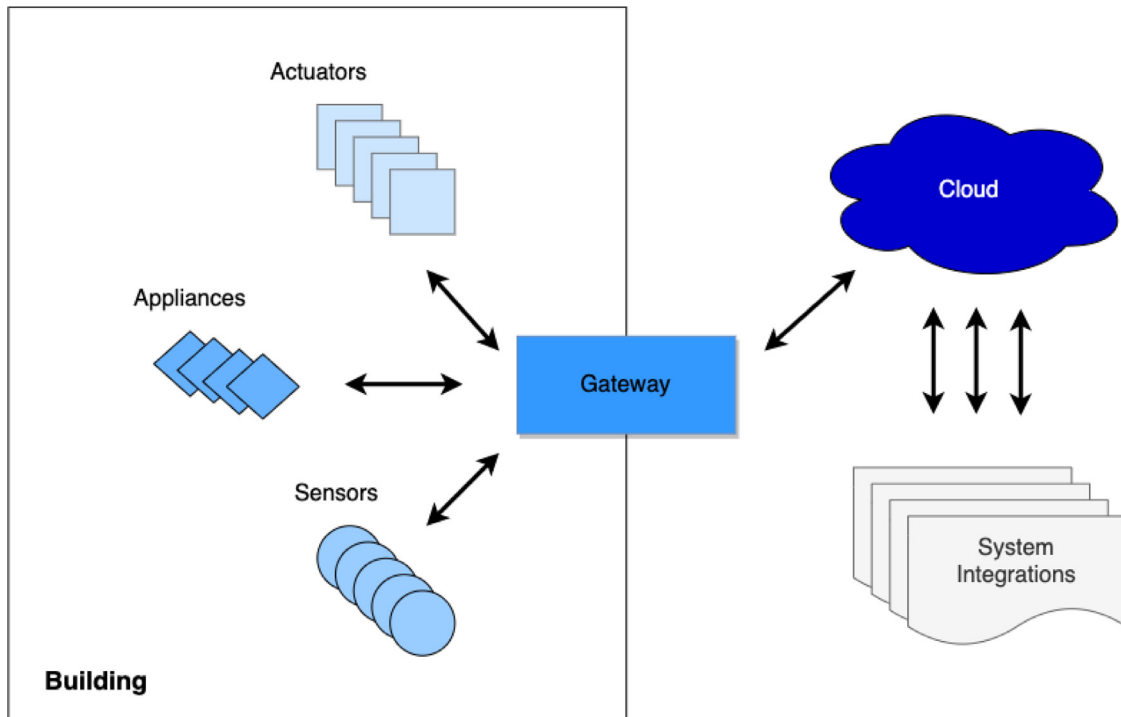 Actuators
Cloud
Appliances
Gateway
Sensors
System
Integrations
Building